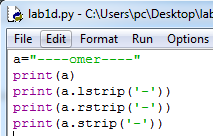 lab1d.py - C:\Users\pc\Desktop\lab
File Edit Format Run Options
a="----omer----"
print(a)
print(a.lstrip('-'))
print(a.rstrip('-'))
print(a.strip('-'))